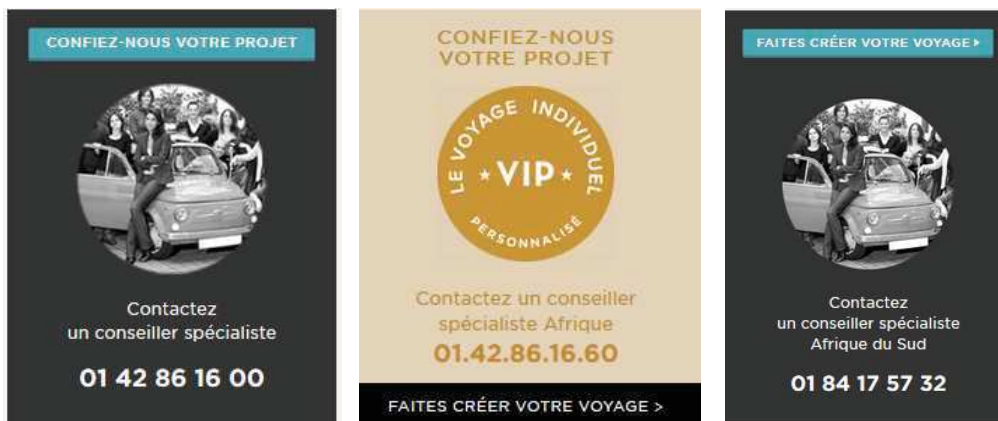 CONFIEZ-NOUS VOTRE PROJET
Contactez
un conseiller spécialiste
01 42 86 16 00
CONFIEZ-NOUS
VOTRE PROJET
LE VOYAGE INDIVIDUEL
★ VIP ★
PERSONNALISÉ
Contactez un conseiller
spécialiste Afrique
01.42.86.16.60
FAITES CRÉER VOTRE VOYAGE >
FAITES CRÉER VOTRE VOYAGE ▸
Contactez
un conseiller spécialiste
Afrique du Sud
01 84 17 57 32